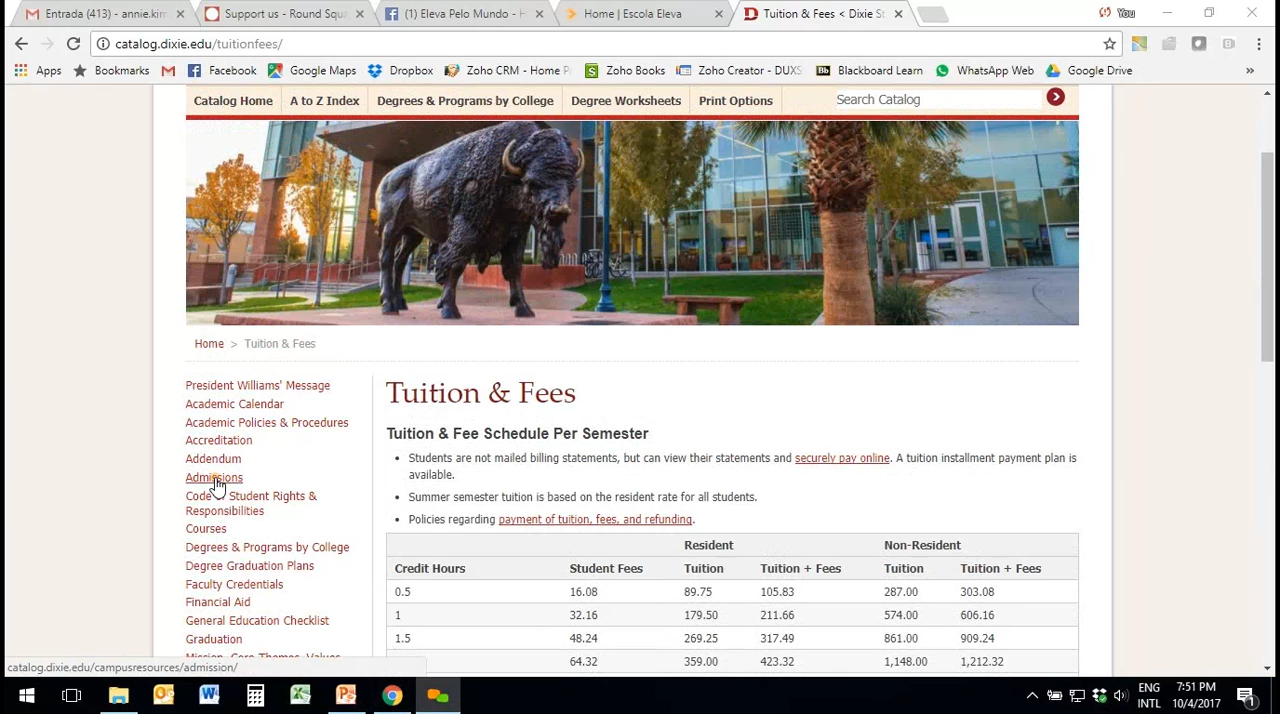 Entrada (413) - annie.kim
Support us - Round Squa
(1) Eleva Pelo Mundo - H
Home | Escola Eleva
Tuition & Fees < Dixie St
You
catalog.dixie.edu/tuitionfees/
Apps
Bookmarks
Facebook
Google Maps
Dropbox
Zoho CRM - Home P
Zoho Books
Zoho Creator - DUXS
Bb Blackboard Learn
WhatsApp Web
Google Drive
»
Catalog Home
A to Z Index
Degrees & Programs by College
Degree Worksheets
Print Options
Search Catalog
Home > Tuition & Fees
President Williams' Message
Academic Calendar
Academic Policies & Procedures
Accreditation
Addendum
Admissions
Code of Student Rights &
Responsibilities
Courses
Degrees & Programs by College
Degree Graduation Plans
Faculty Credentials
Financial Aid
General Education Checklist
Graduation
Mission, Core Themes, Values
Tuition & Fees
Tuition & Fee Schedule Per Semester
• Students are not mailed billing statements, but can view their statements and securely pay online. A tuition installment payment plan is
available.
• Summer semester tuition is based on the resident rate for all students.
• Policies regarding payment of tuition, fees, and refunding.
Resident Non-Resident
Credit Hours Student Fees Tuition Tuition + Fees Tuition Tuition + Fees
0.5 16.08 89.75 105.83 287.00 303.08
1 32.16 179.50 211.66 574.00 606.16
1.5 48.24 269.25 317.49 861.00 909.24
64.32 359.00 423.32 1,148.00 1,212.32
catalog.dixie.edu/campusresources/admission/
ENG
INTL
7:51 PM
10/4/2017
1